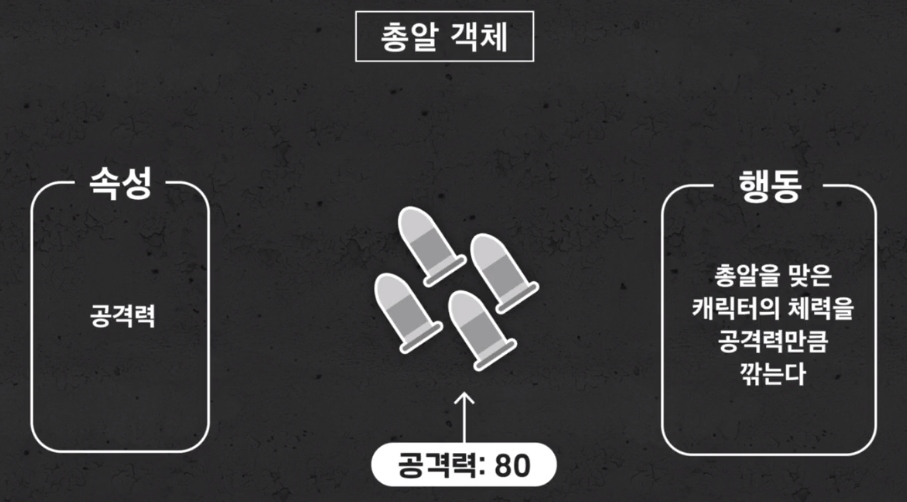 총알 객체
속성
공격력
행동
총알을 맞은
캐릭터의 체력을
공격력만큼
깎는다
공격력: 80